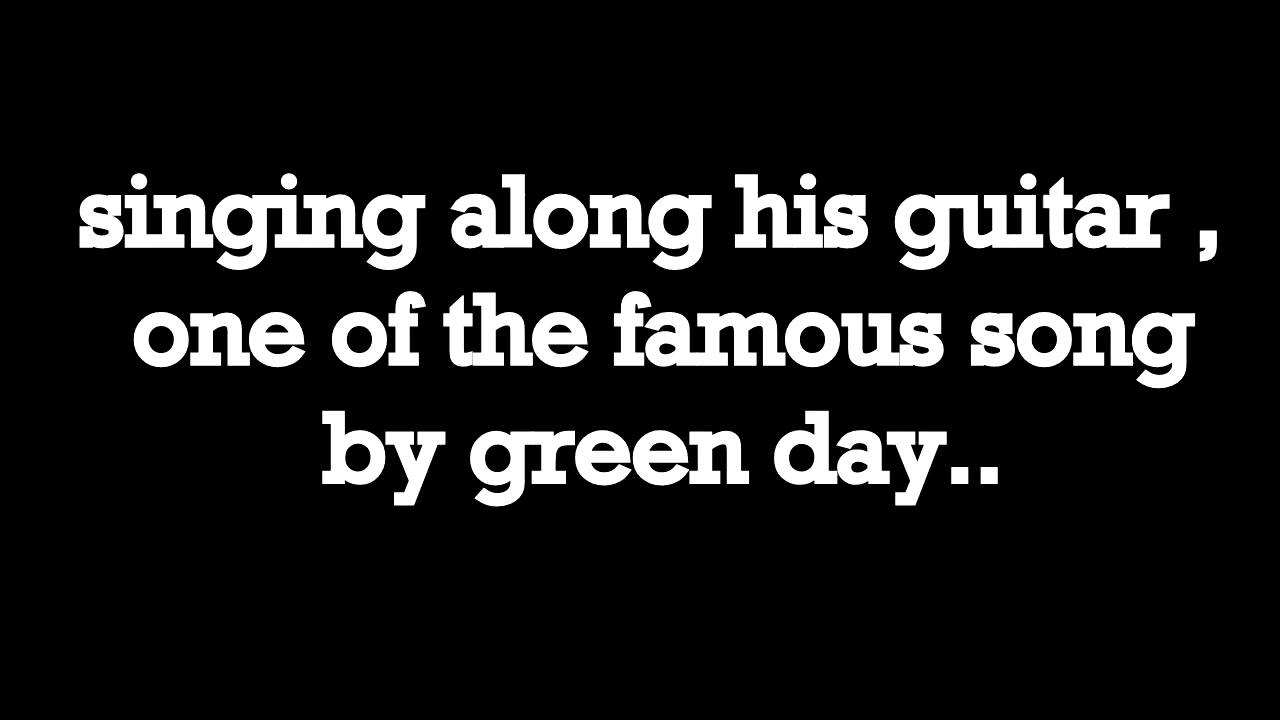 singing along his guitar ,
one of the famous song
by green day..